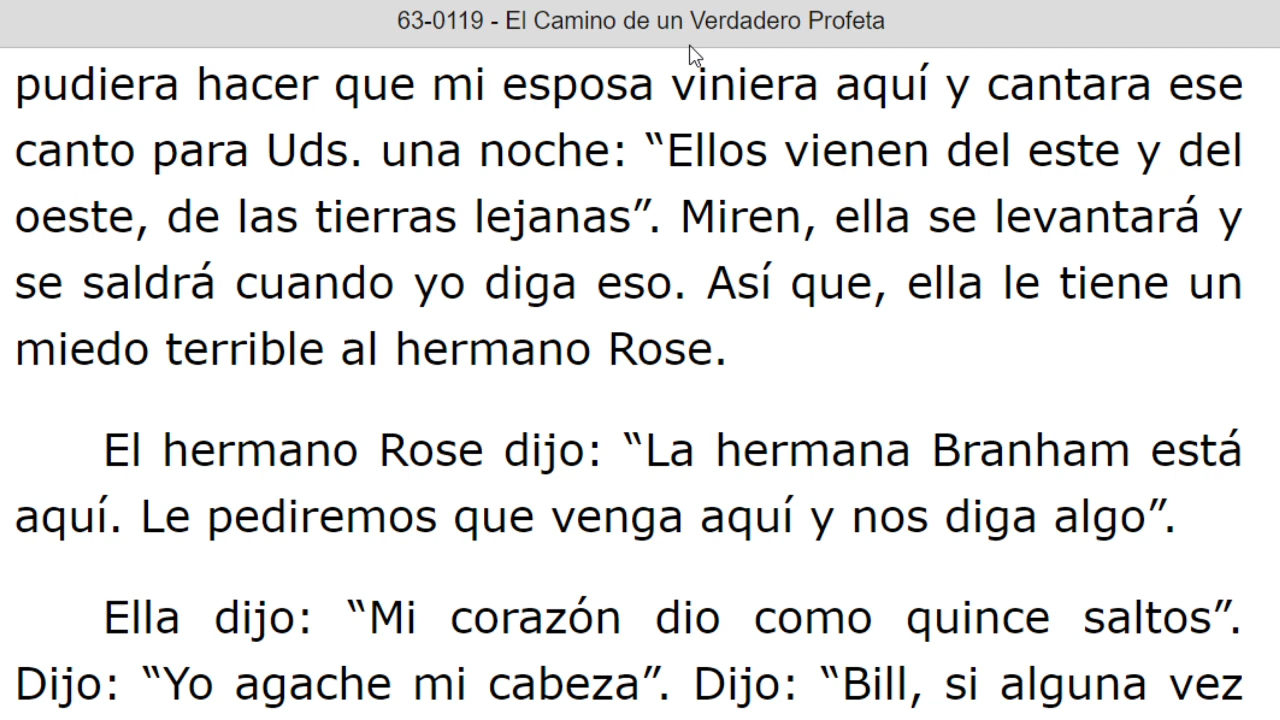 63-0119 - El Camino de un Verdadero Profeta
pudiera hacer que mi esposa viniera aquí y cantara ese
canto para Uds. una noche: “Ellos vienen del este y del
oeste, de las tierras lejanas”. Miren, ella se levantará y
se saldrá cuando yo diga eso. Así que, ella le tiene un
miedo terrible al hermano Rose.
El hermano Rose dijo: “La hermana Branham está
aquí. Le pediremos que venga aquí y nos diga algo”.
Ella dijo: “Mi corazón dio como quince saltos”.
Dijo: “Yo agache mi cabeza”. Dijo: “Bill, si alguna vez